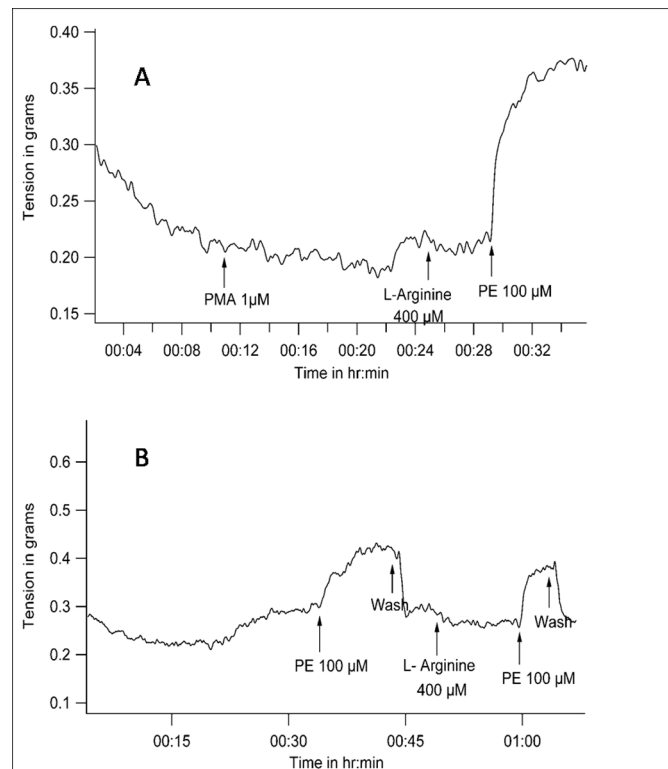 A
0.40
0.35
0.30
0.25
0.20
0.15
Tension in grams
PMA 1µM
L-Arginine
400 µM
PE 100 µM
00:04
00:08
00:12
00:16
00:20
00:24
00:28
00:32
Time in hr:min
B
0.6
0.5
0.4
0.3
0.2
0.1
Tension in grams
PE 100 µM
Wash
L- Arginine
400 µM
PE 100 µM
Wash
00:15
00:30
00:45
01:00
Time in hr:min